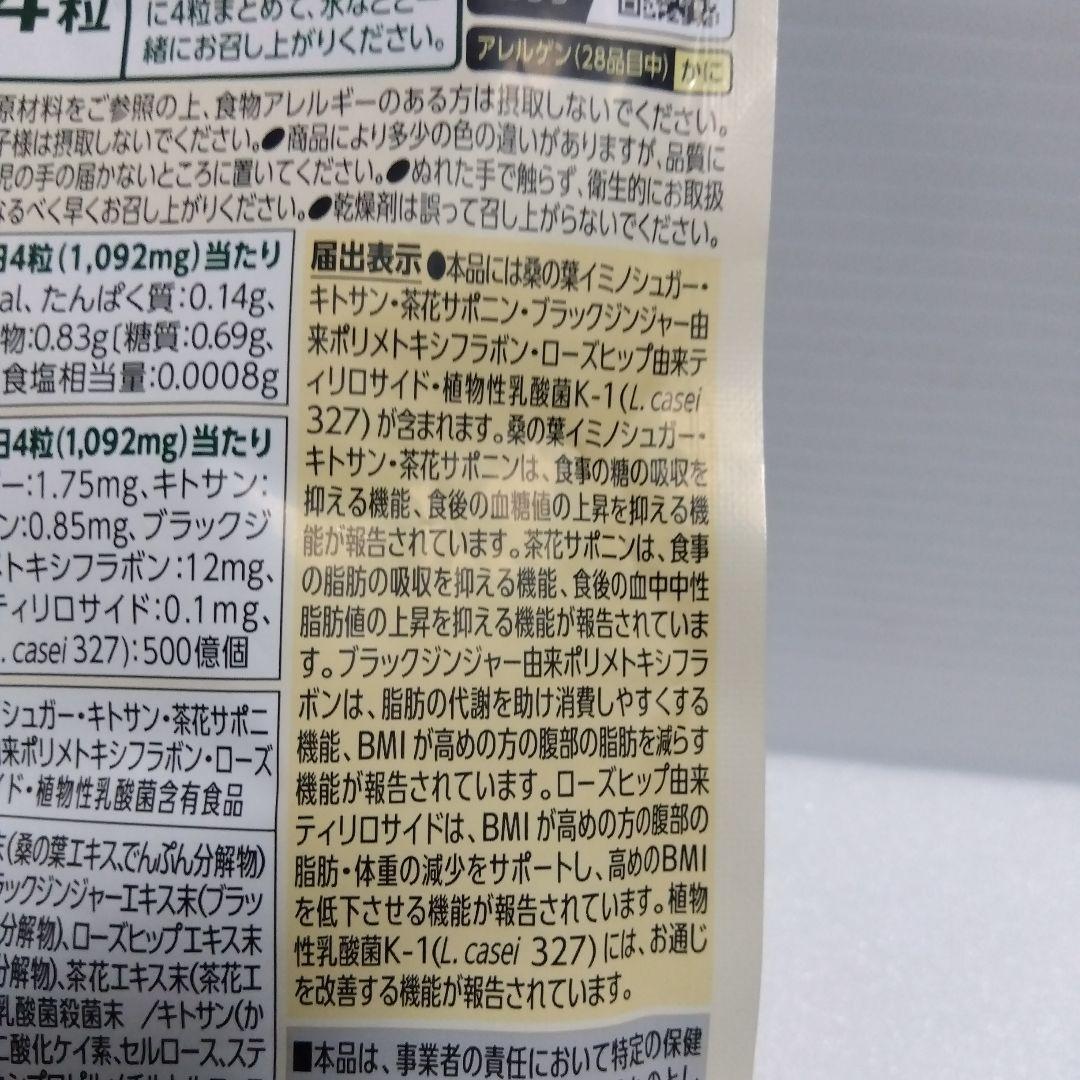 4粒
に4粒まとめて、水などと一
緒にお召し上がりください。
アレルゲン(28品目中) かに
原材料をご参照の上、食物アレルギーのある方は摂取しないでください。
子様は摂取しないでください。●商品により多少の色の違いがありますが、品質に
児の手の届かないところに置いてください。●ぬれた手で触らず、衛生的にお取扱
なるべく早くお召し上がりください。●乾燥剤は誤って召し上がらないでください。
日4粒(1,092mg)当たり
al、たんぱく質:0.14g、
物:0.83g〔糖質:0.69g、
食塩相当量:0.0008g
日4粒(1,092mg)当たり
ー:1.75mg、キトサン:
ン:0.85mg、ブラックジ
メトキシフラボン:12mg、
ティリロサイド:0.1mg、
. casei 327):500億個
シュガー・キトサン・茶花サポニ
来ポリメトキシフラボン・ローズ
イド・植物性乳酸菌含有食品
末(桑の葉エキス、でんぷん分解物)
ラックジンジャーエキス末(ブラッ
分解物)、ローズヒップエキス末
分解物)、茶花エキス末(茶花エ
乳酸菌殺菌末 /キトサン(か
二酸化ケイ素、セルロース、ステ
届出表示 ●本品には桑の葉イミノシュガー・
キトサン・茶花サポニン・ブラックジンジャー由
来ポリメトキシフラボン・ローズヒップ由来テ
ィリロサイド・植物性乳酸菌K-1(L. casei
327)が含まれます。桑の葉イミノシュガー・
キトサン・茶花サポニンは、食事の糖の吸収を
抑える機能、食後の血糖値の上昇を抑える機
能が報告されています。茶花サポニンは、食事
の脂肪の吸収を抑える機能、食後の血中中性
脂肪値の上昇を抑える機能が報告されていま
す。ブラックジンジャー由来ポリメトキシフラ
ボンは、脂肪の代謝を助け消費しやすくする
機能、BMIが高めの方の腹部の脂肪を減らす
機能が報告されています。ローズヒップ由来
ティリロサイドは、BMIが高めの方の腹部の
脂肪・体重の減少をサポートし、高めのBMI
を低下させる機能が報告されています。植物
性乳酸菌K-1(L. casei 327)には、お通じ
を改善する機能が報告されています。
■本品は、事業者の責任において特定の保健